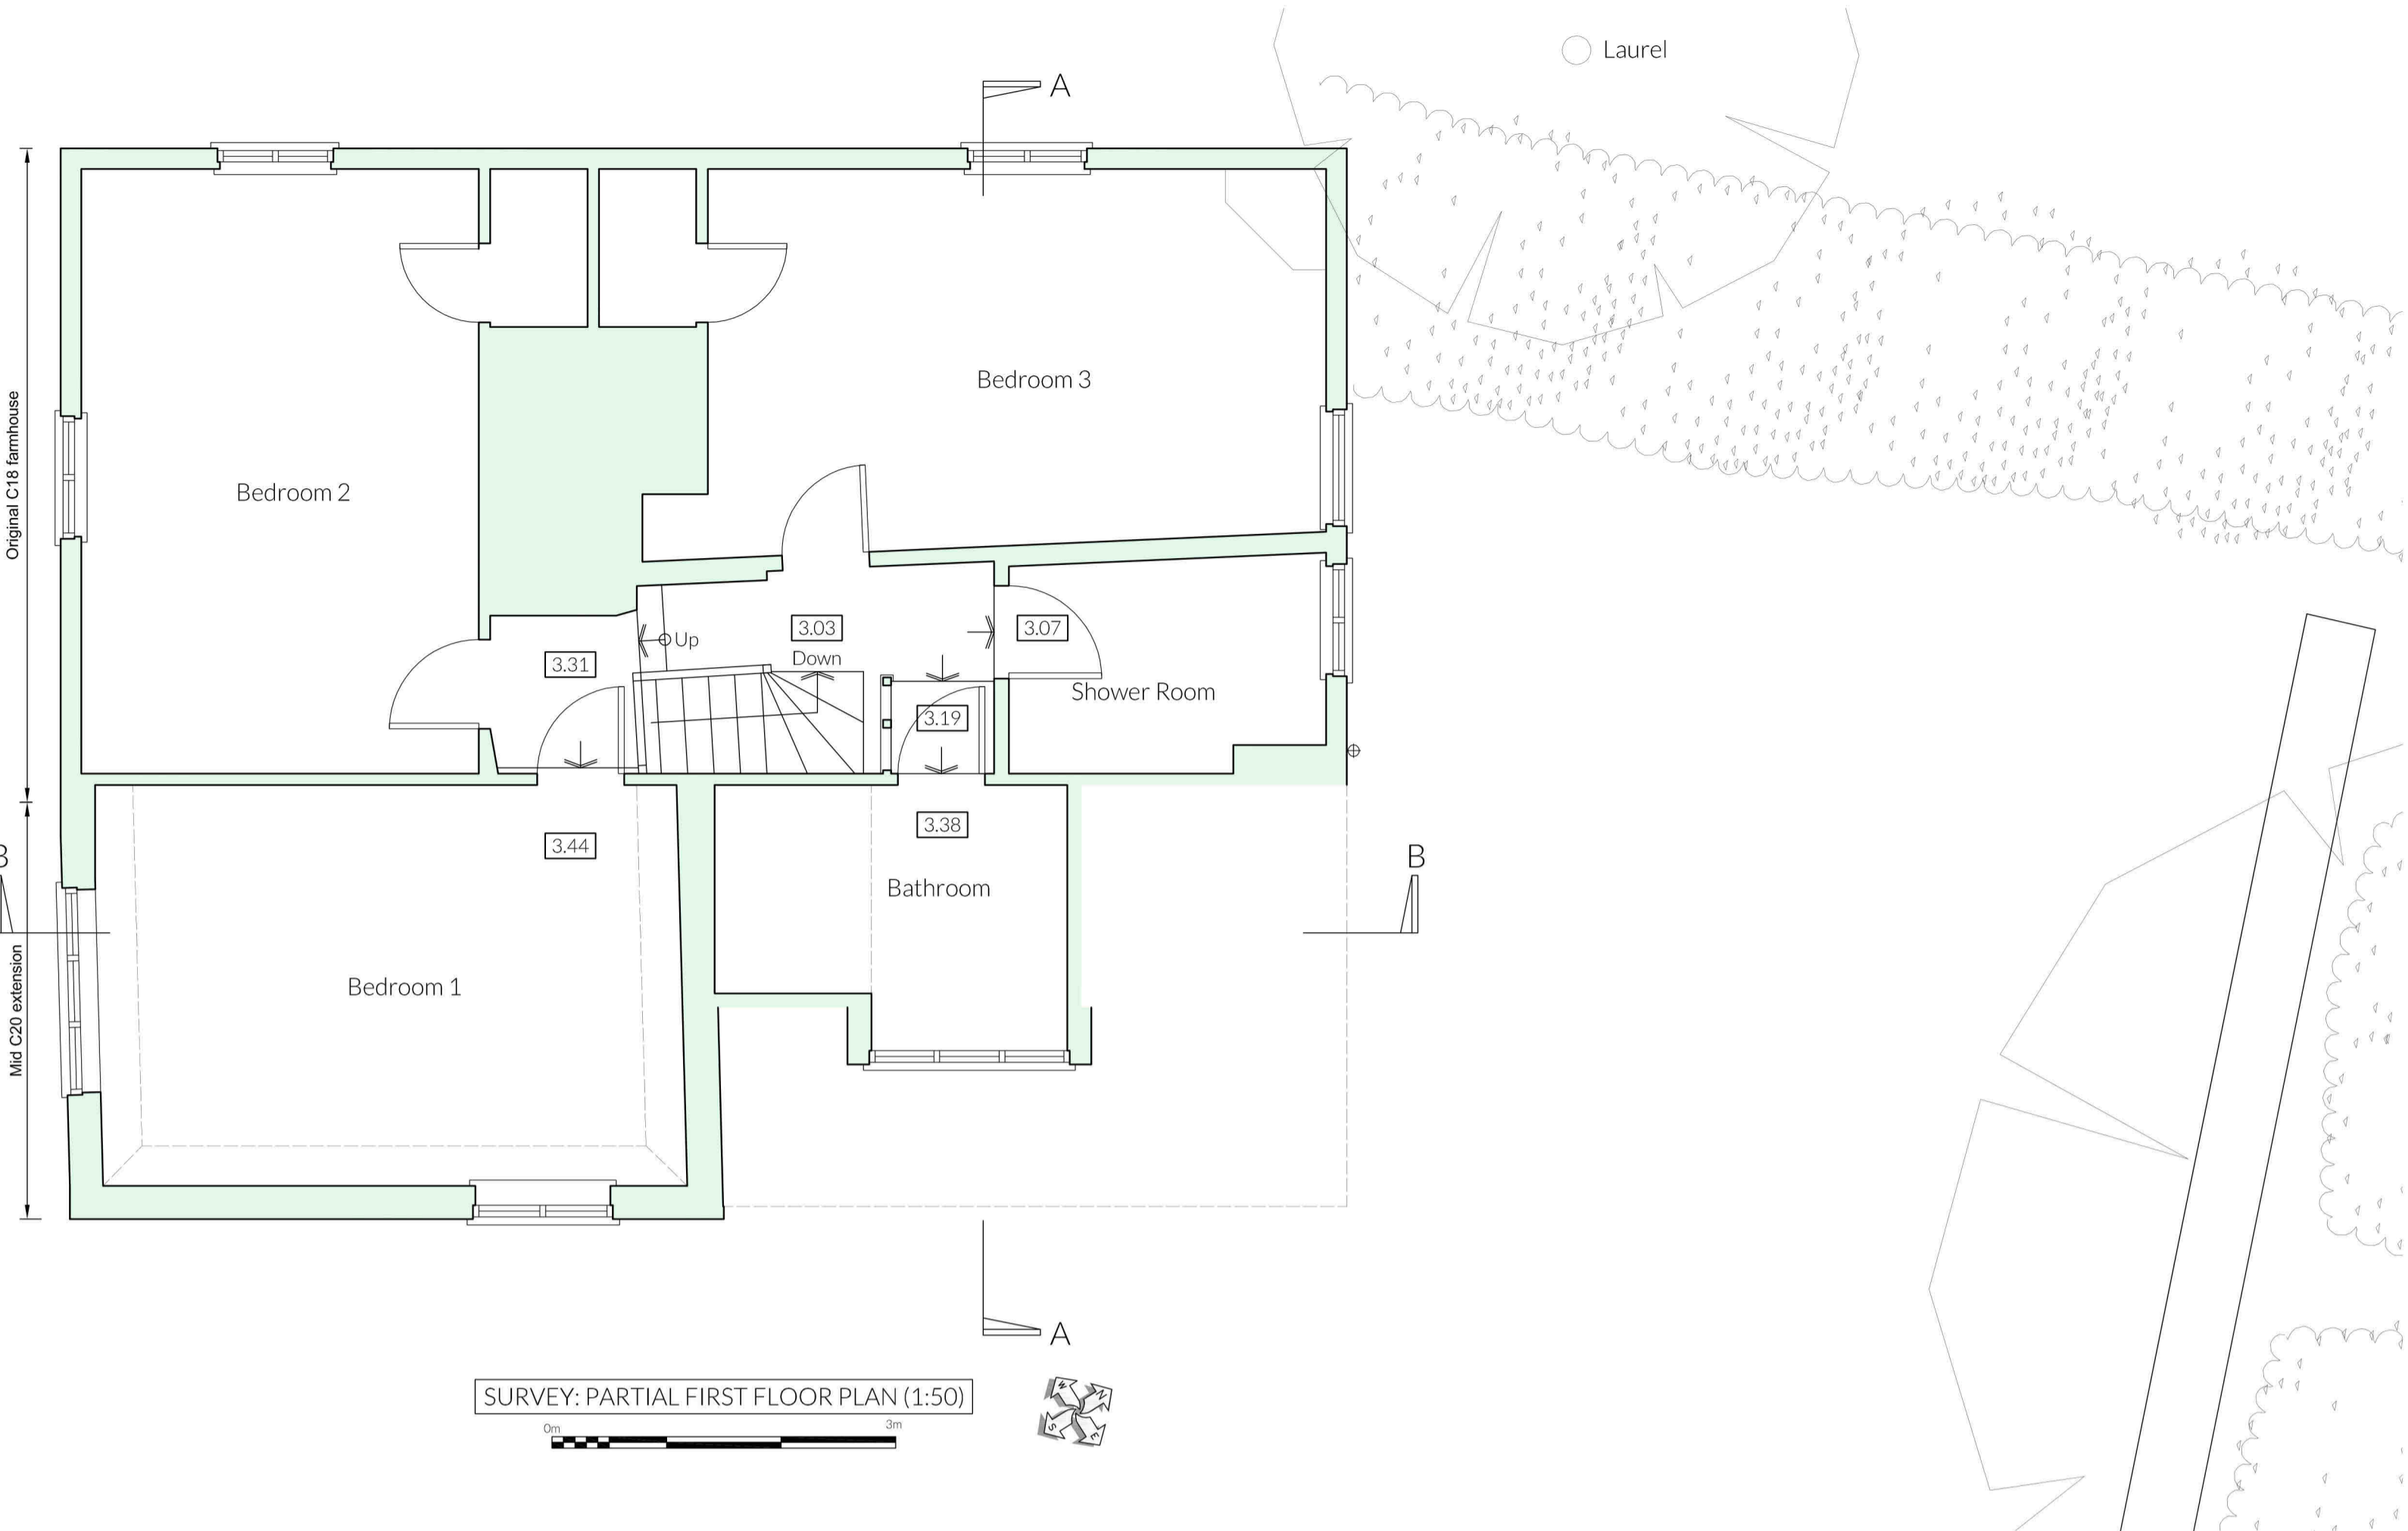 Laurel
A
Original C18 farmhouse
Bedroom 3
Bedroom 2
3.03
3.07
Up
3.31
Down
Shower Room
3.19
3.38
3.44
B
B
Bathroom
Mid C20 extension
Bedroom 1
A
SURVEY: PARTIAL FIRST FLOOR PLAN (1:50)
0m
3m
W
N
S
E